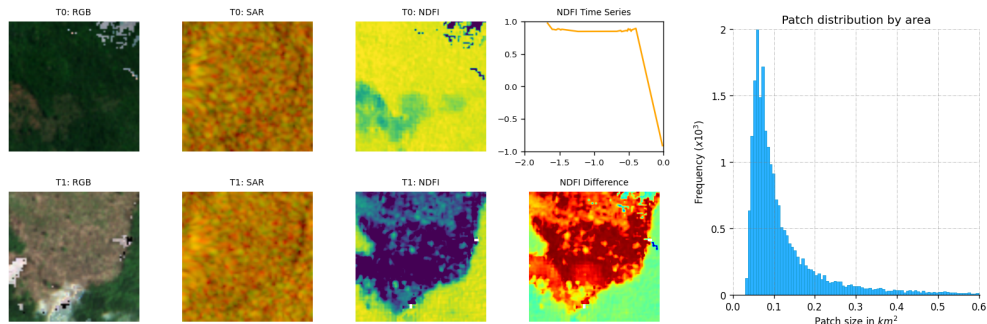 T0: RGB
T0: SAR
T0: NDFI
NDFI Time Series
1.0
0.5
0.0
−0.5
−1.0
−2.0 −1.5 −1.0 −0.5 0.0
T1: RGB
T1: SAR
T1: NDFI
NDFI Difference
Patch distribution by area
Frequency (x10³)
2
1.5
1
0.5
0
0.0 0.1 0.2 0.3 0.4 0.5 0.6
Patch size in km²